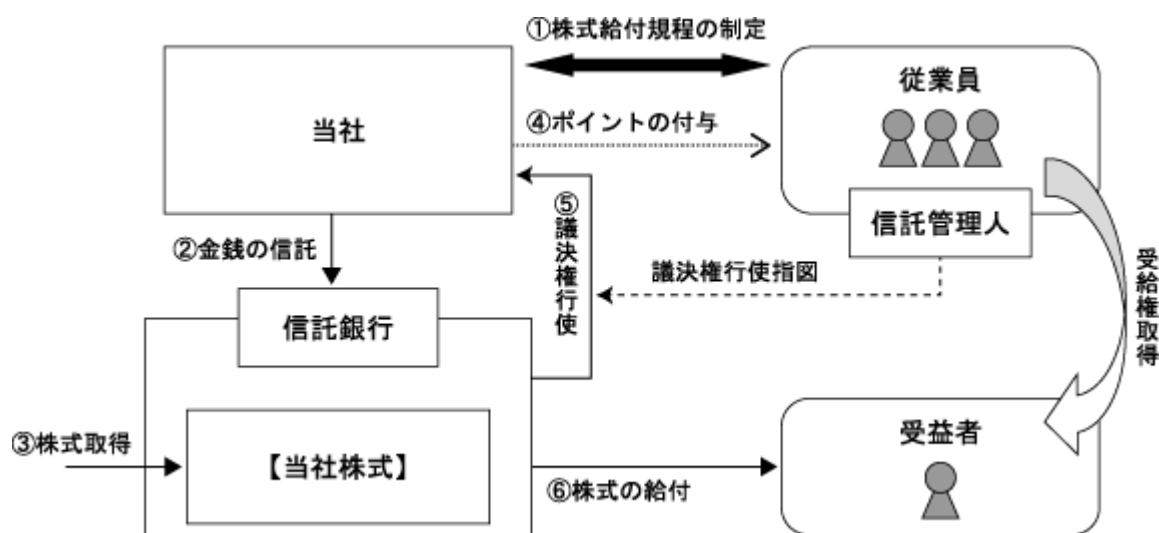 ①株式給付規程の制定
従業員
当社
④ポイントの付与
信託管理人
②金銭の信託
⑤議決権行使
議決権行使指図
受給権取得
信託銀行
③株式取得
【当社株式】
受益者
⑥株式の給付